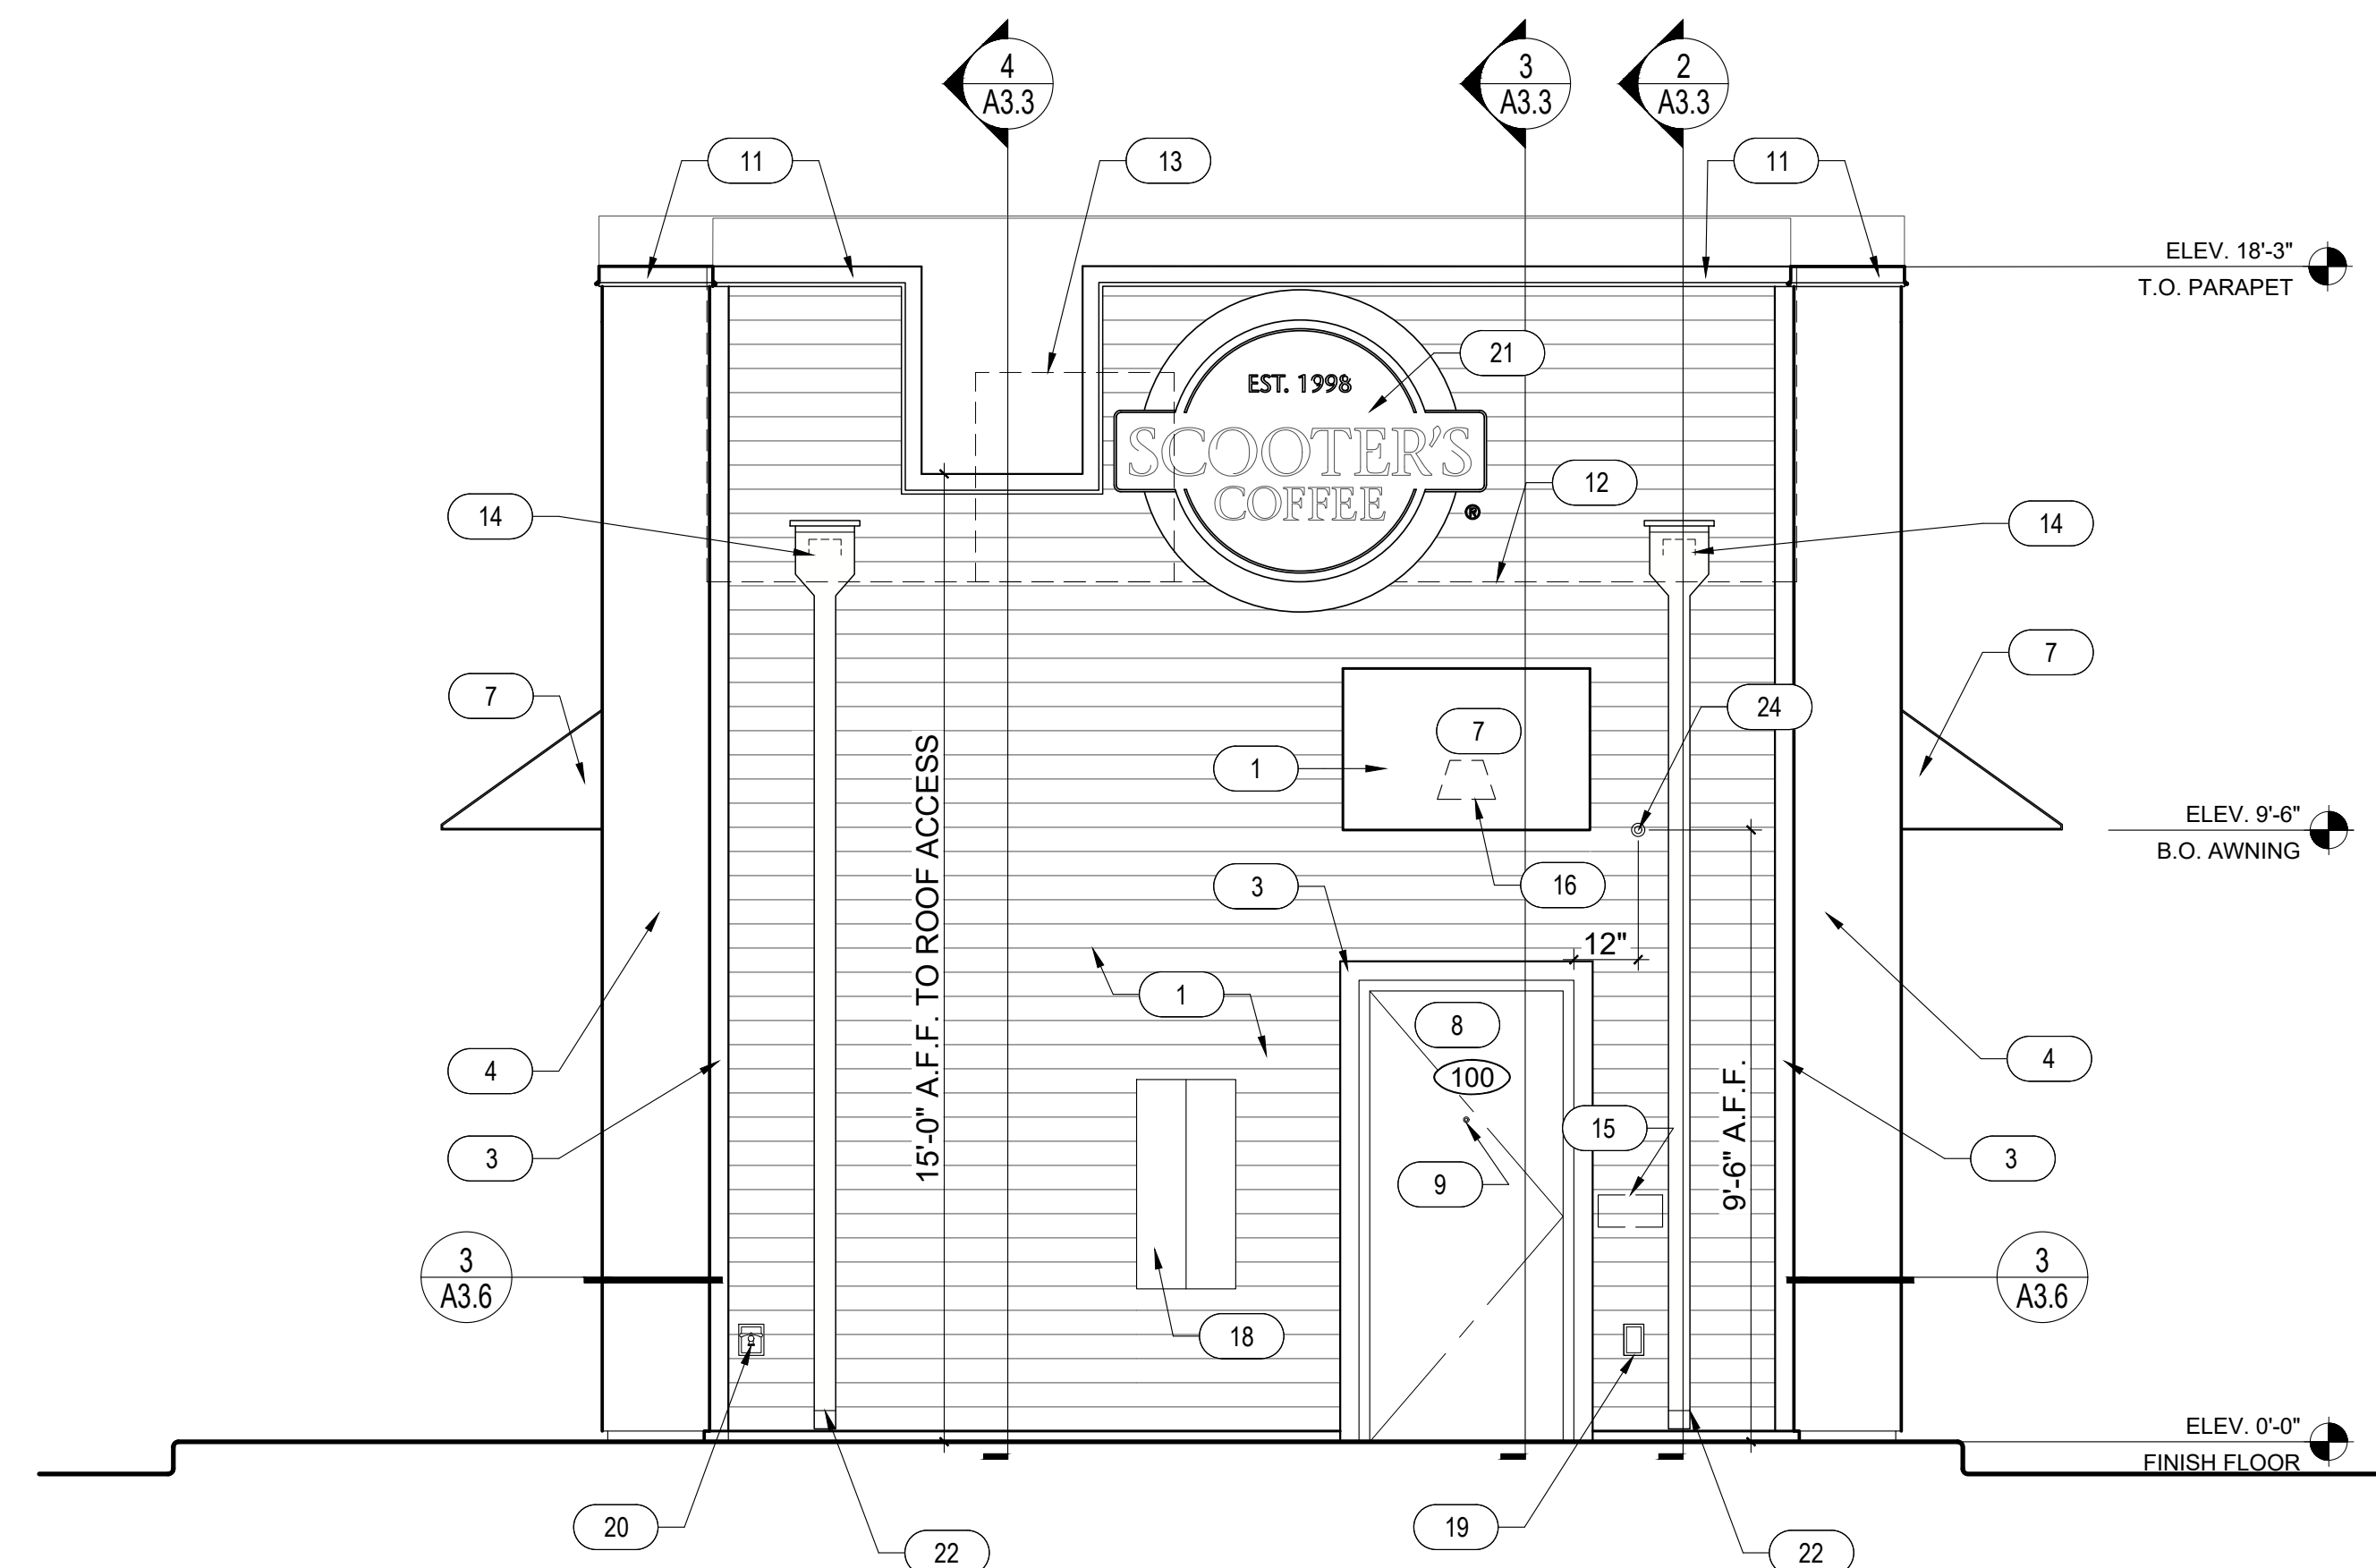 4
A3.3
3
A3.3
2
A3.3
11
13
11
ELEV. 18'-3"
T.O. PARAPET
21
EST. 1998
SCOOTER'S
COFFEE
®
12
14
14
7
7
24
7
1
ELEV. 9'-6"
B.O. AWNING
16
3
12"
15'-0" A.F.F. TO ROOF ACCESS
1
8
100
4
4
15
9
9'-6" A.F.F.
3
3
3
A3.6
3
A3.6
18
ELEV. 0'-0"
FINISH FLOOR
20
19
22
22